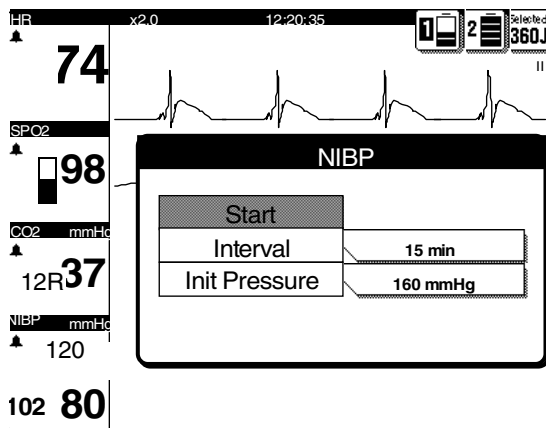 HR x2.0 12:20:35 1 2 Selected
360J
74
II
SPO2
98
NIBP
Start
CO2 mmHg
Interval 15 min
12R 37
Init Pressure 160 mmHg
NIBP mmHg
120
102 80